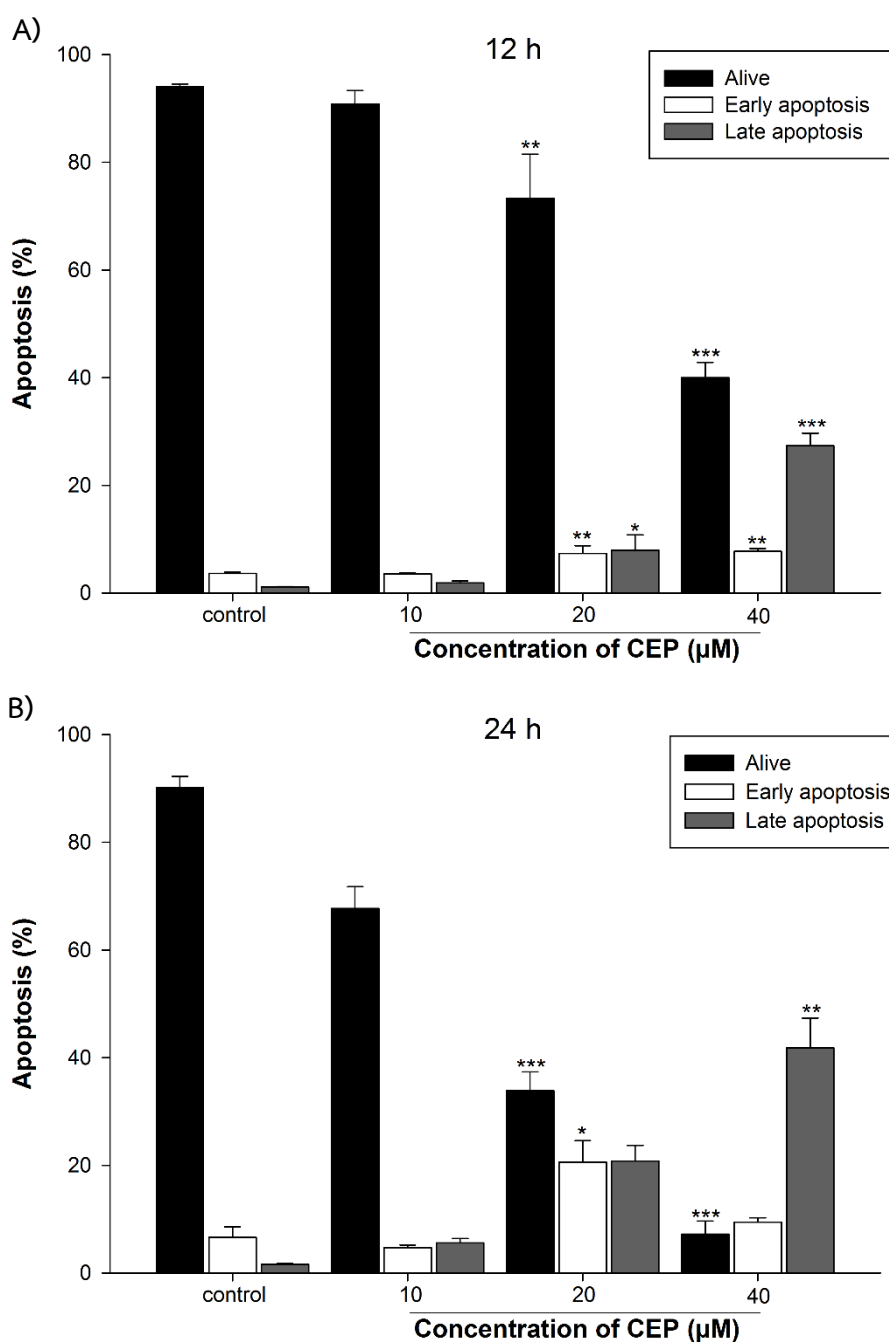 A)
12 h
Alive
Early apoptosis
Late apoptosis
100
80
60
40
20
0
Apoptosis (%)
**
**
*
***
**
***
control
10
20
40
Concentration of CEP (µM)
B)
24 h
Alive
Early apoptosis
Late apoptosis
100
80
60
40
20
0
Apoptosis (%)
***
*
***
**
control
10
20
40
Concentration of CEP (µM)